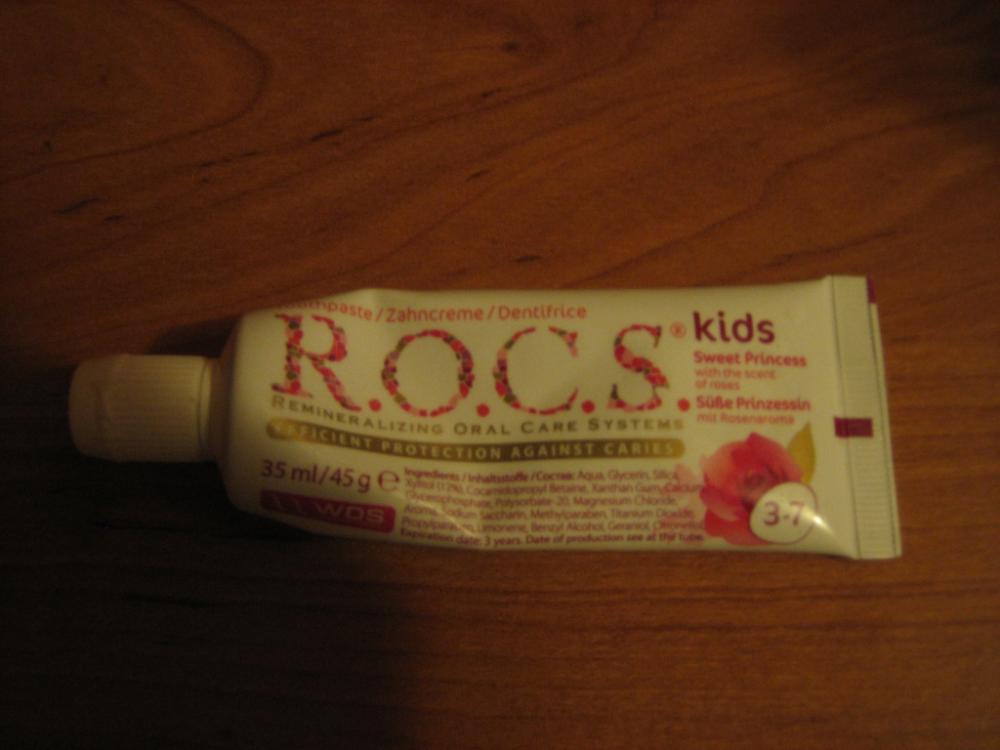 / Zahncreme / Dentifrice
R.O.C.S.® kids
REMINERALIZING ORAL CARE SYSTEMS
EFFICIENT PROTECTION AGAINST CARIES
Sweet Princess
with the scent
of roses
Süße Prinzessin
mit Rosenaroma
35 ml/45 g ℮
WDS
Ingredients / Inhaltsstoffe / Состав: Aqua, Glycerin, Silica,
Xylitol (12%), Cocamidopropyl Betaine, Xanthan Gum, Calcium
Glycerophosphate, Polysorbate-20, Magnesium Chloride,
Aroma, Sodium Saccharin, Methylparaben, Titanium Dioxide,
Propylparaben, Limonene, Benzyl Alcohol, Geraniol, Citronellol
Expiration date: 3 years. Date of production see at the tube.
3-7